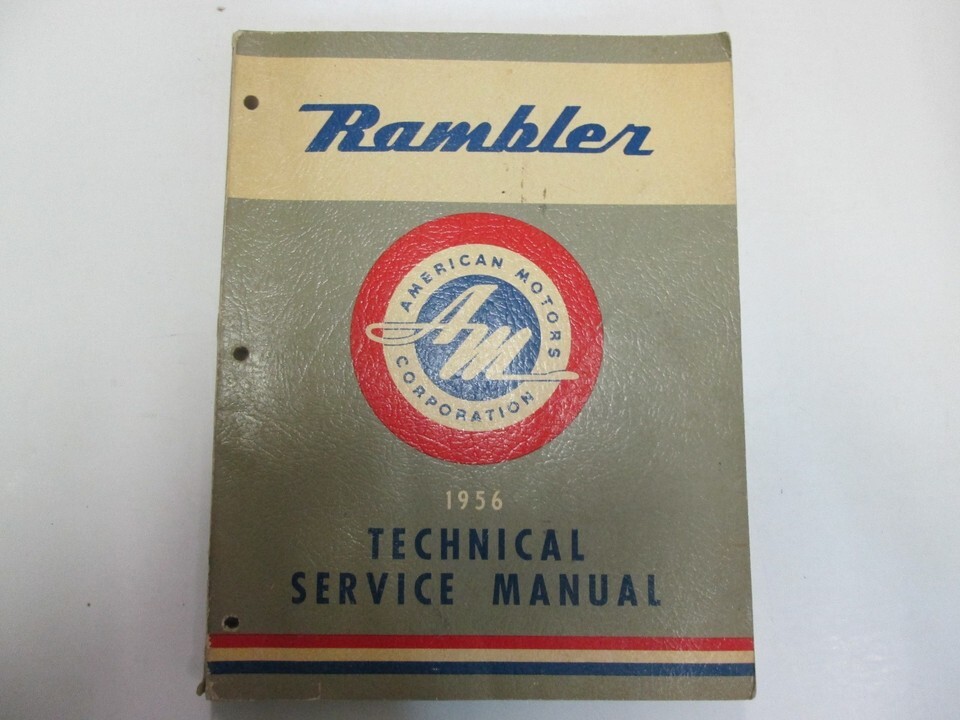 Rambler
AMERICAN MOTORS
AM
CORPORATION
1956
TECHNICAL
SERVICE MANUAL